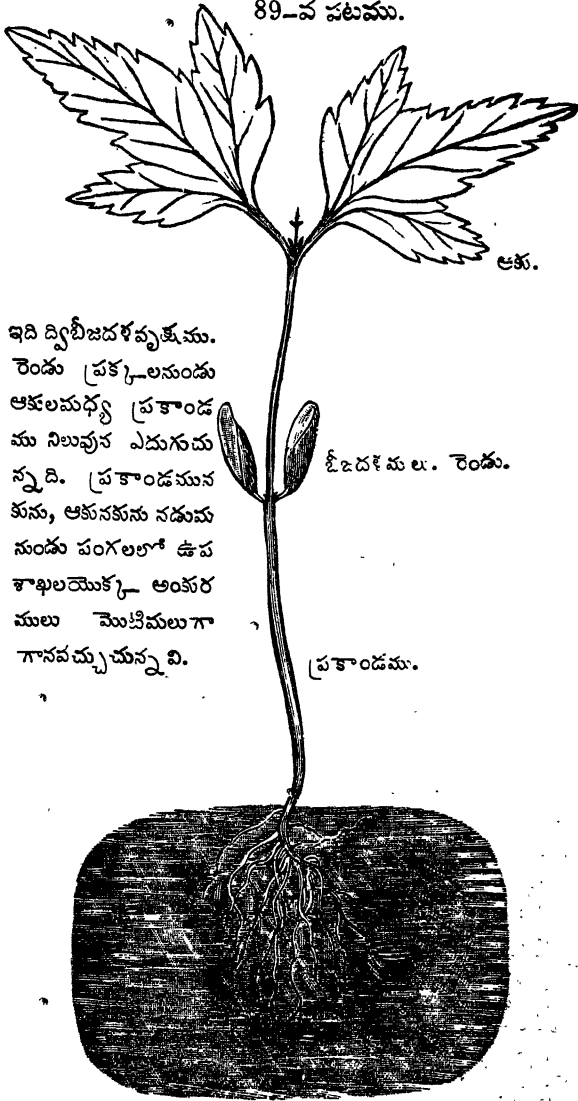 89–వ పటము.
ఆకు.
ఇది ద్విబీజదళవృక్షము.
రెండు ప్రక్కలనుండు
ఆకులమధ్య ప్రకాండ
ము నిలువున ఎదుగుచు
న్నది. ప్రకాండమున
కును, ఆకునకును నడుమ
నుండు పంగలలో ఉప
శాఖలయొక్క అంకుర
ములు మొటిమలుగా
గానవచ్చుచున్నవి.
బీజదళములు. రెండు.
ప్రకాండము.